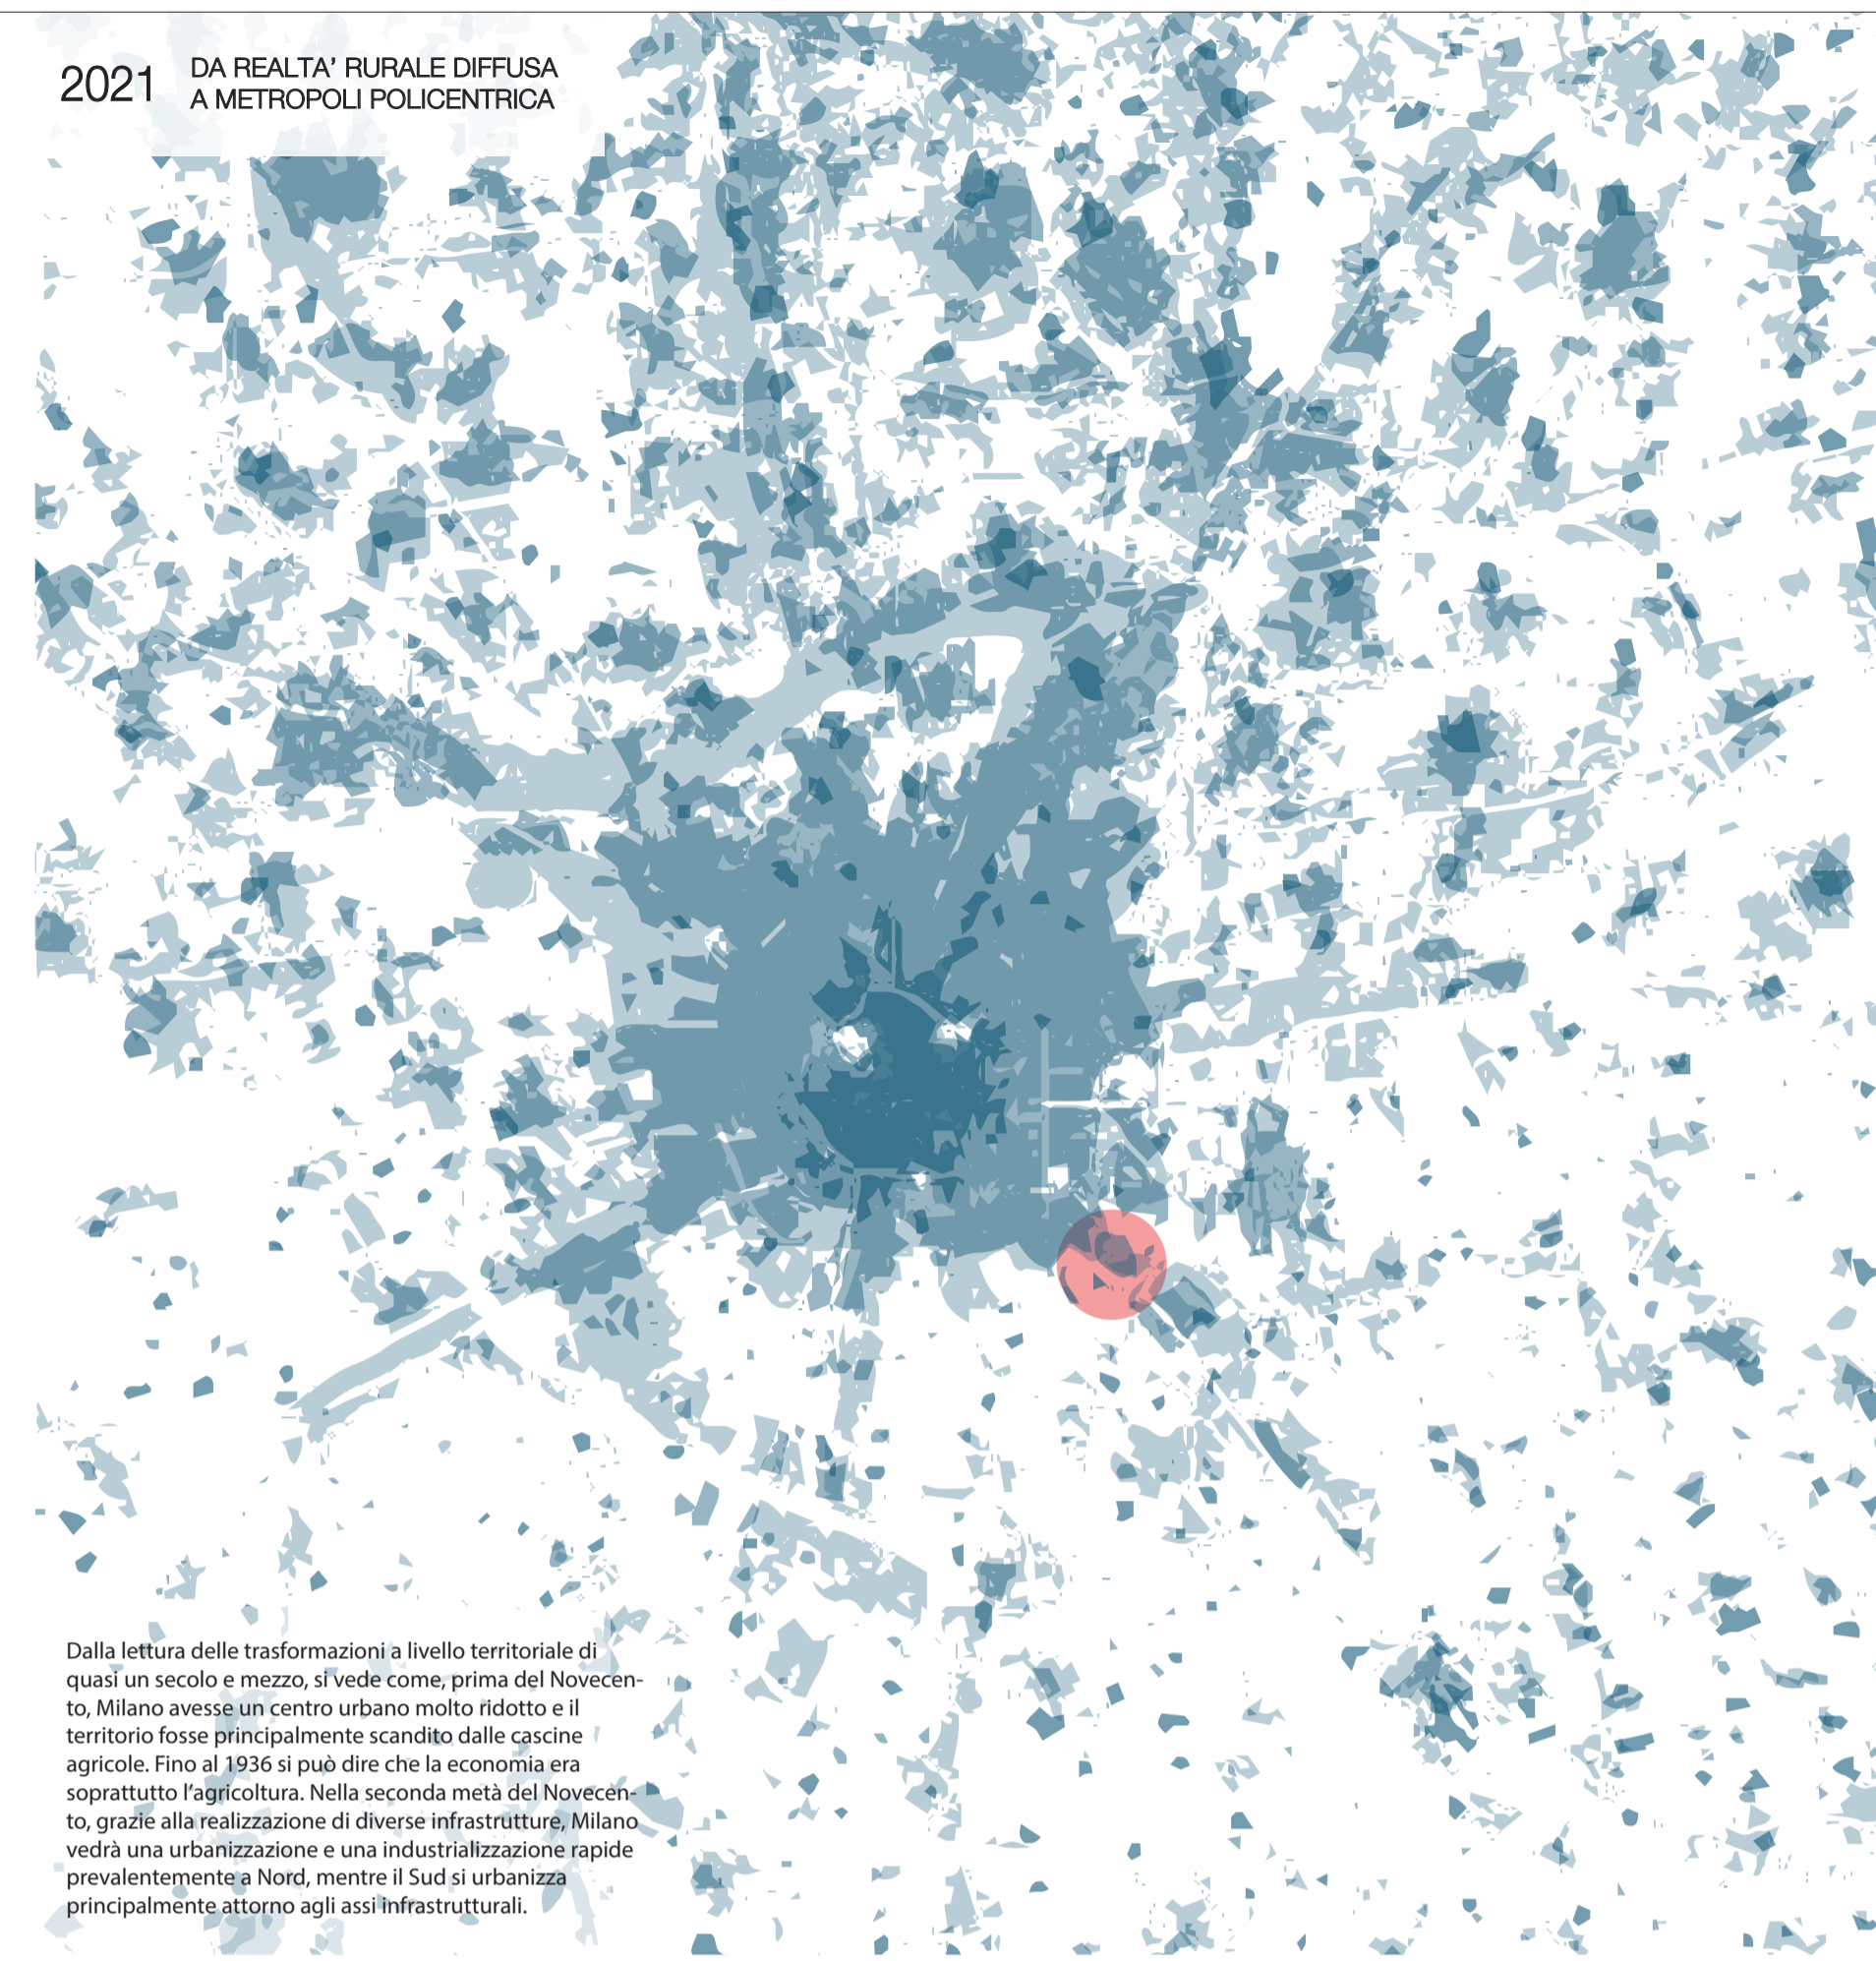 2021
DA REALTA' RURALE DIFFUSA
A METROPOLI POLICENTRICA
Dalla lettura delle trasformazioni a livello territoriale di
quasi un secolo e mezzo, si vede come, prima del Novecen-
to, Milano avesse un centro urbano molto ridotto e il
territorio fosse principalmente scandito dalle cascine
agricole. Fino al 1936 si può dire che la economia era
soprattutto l'agricoltura. Nella seconda metà del Novecen-
to, grazie alla realizzazione di diverse infrastrutture, Milano
vedrà una urbanizzazione e una industrializzazione rapide
prevalentemente a Nord, mentre il Sud si urbanizza
principalmente attorno agli assi infrastrutturali.